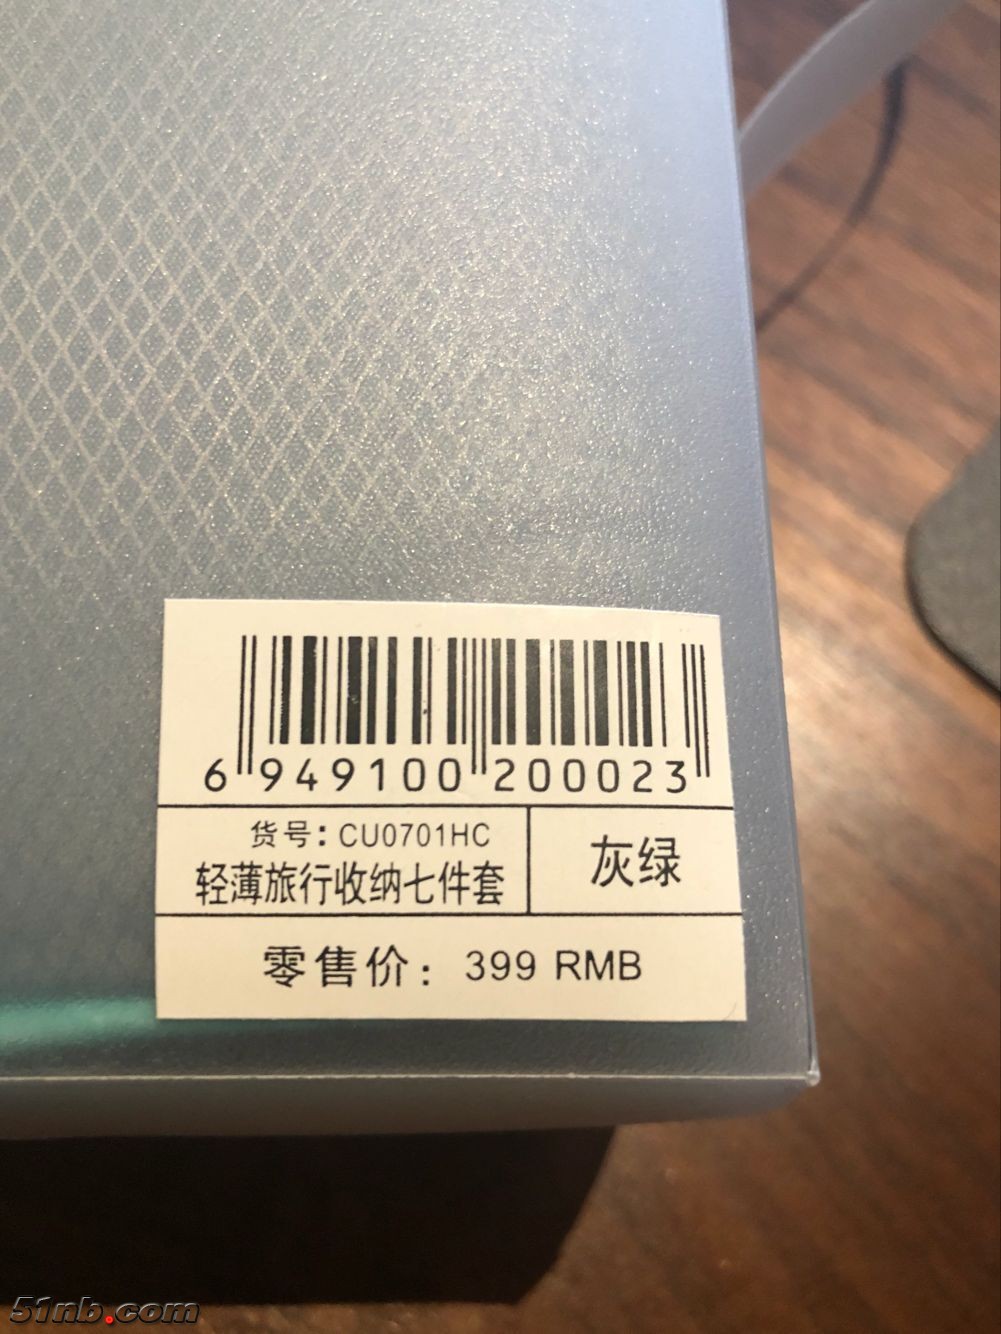 6 949100 200023
货号：CU0701HC
轻薄旅行收纳七件套
灰绿
零售价：399 RMB
51nb.com